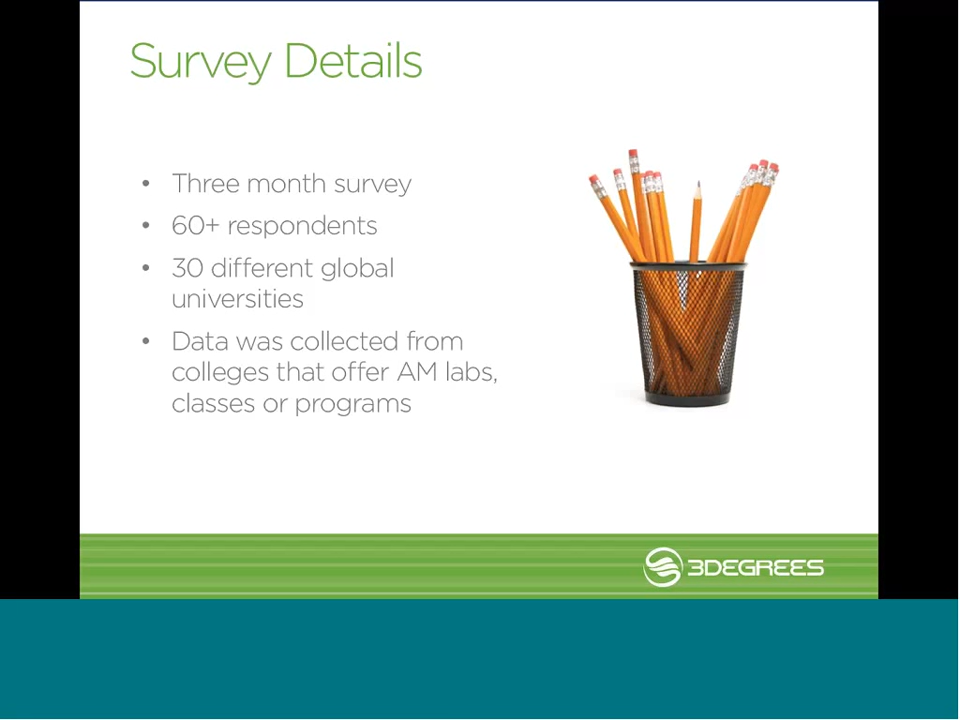 Survey Details
• Three month survey
• 60+ respondents
• 30 different global
universities
• Data was collected from
colleges that offer AM labs,
classes or programs
3DEGREES